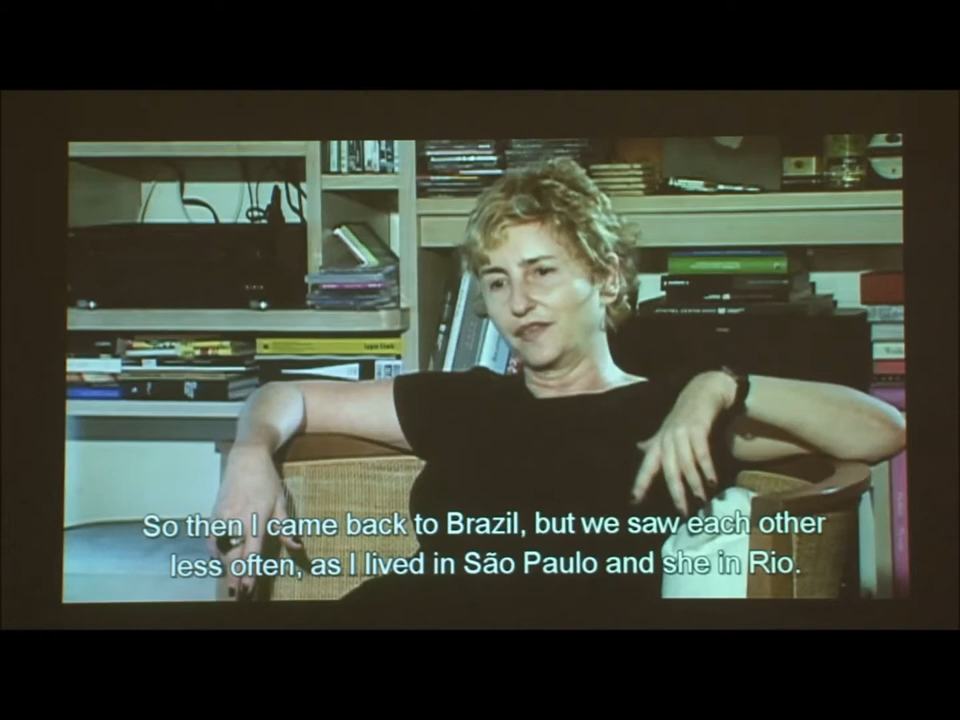 So then I came back to Brazil, but we saw each other
less often, as I lived in São Paulo and she in Rio.